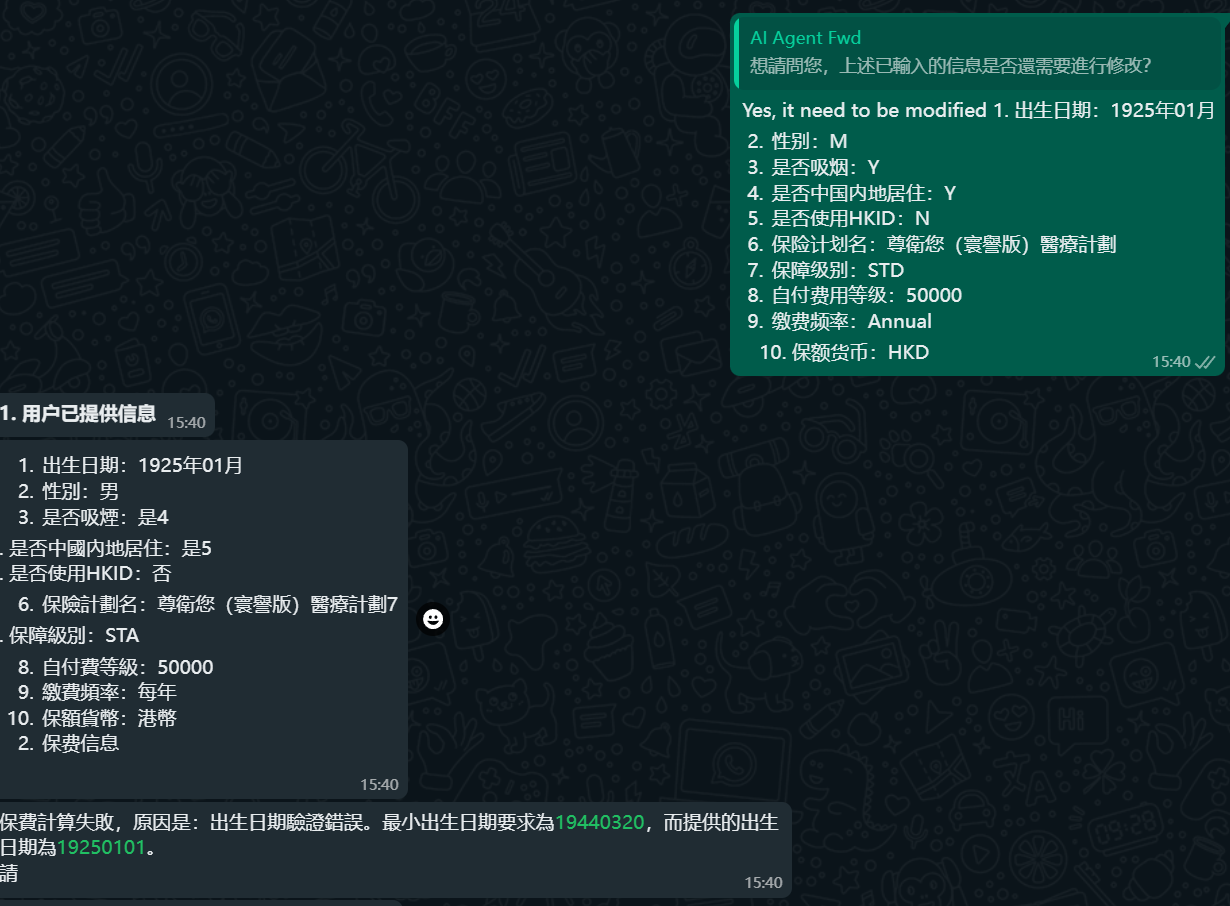 AI Agent Fwd
想請問您，上述已輸入的信息是否還需要進行修改？
Yes, it need to be modified 1. 出生日期：1925年01月
2. 性别：M
3. 是否吸烟：Y
4. 是否中国内地居住：Y
5. 是否使用HKID：N
6. 保险计划名：尊衛您（寰譽版）醫療計劃
7. 保障级别：STD
8. 自付费用等级：50000
9. 缴费频率：Annual
10. 保额货币：HKD
15:40
1. 用户已提供信息
15:40
1. 出生日期：1925年01月
2. 性別：男
3. 是否吸煙：是4
. 是否中國內地居住：是5
. 是否使用HKID：否
6. 保險計劃名：尊衛您（寰譽版）醫療計劃7
. 保障級別：STA
8. 自付費等級：50000
9. 繳費頻率：每年
10. 保額貨幣：港幣
2. 保费信息
15:40
保費計算失敗，原因是：出生日期驗證錯誤。最小出生日期要求為19440320，而提供的出生
日期為19250101。
請
15:40